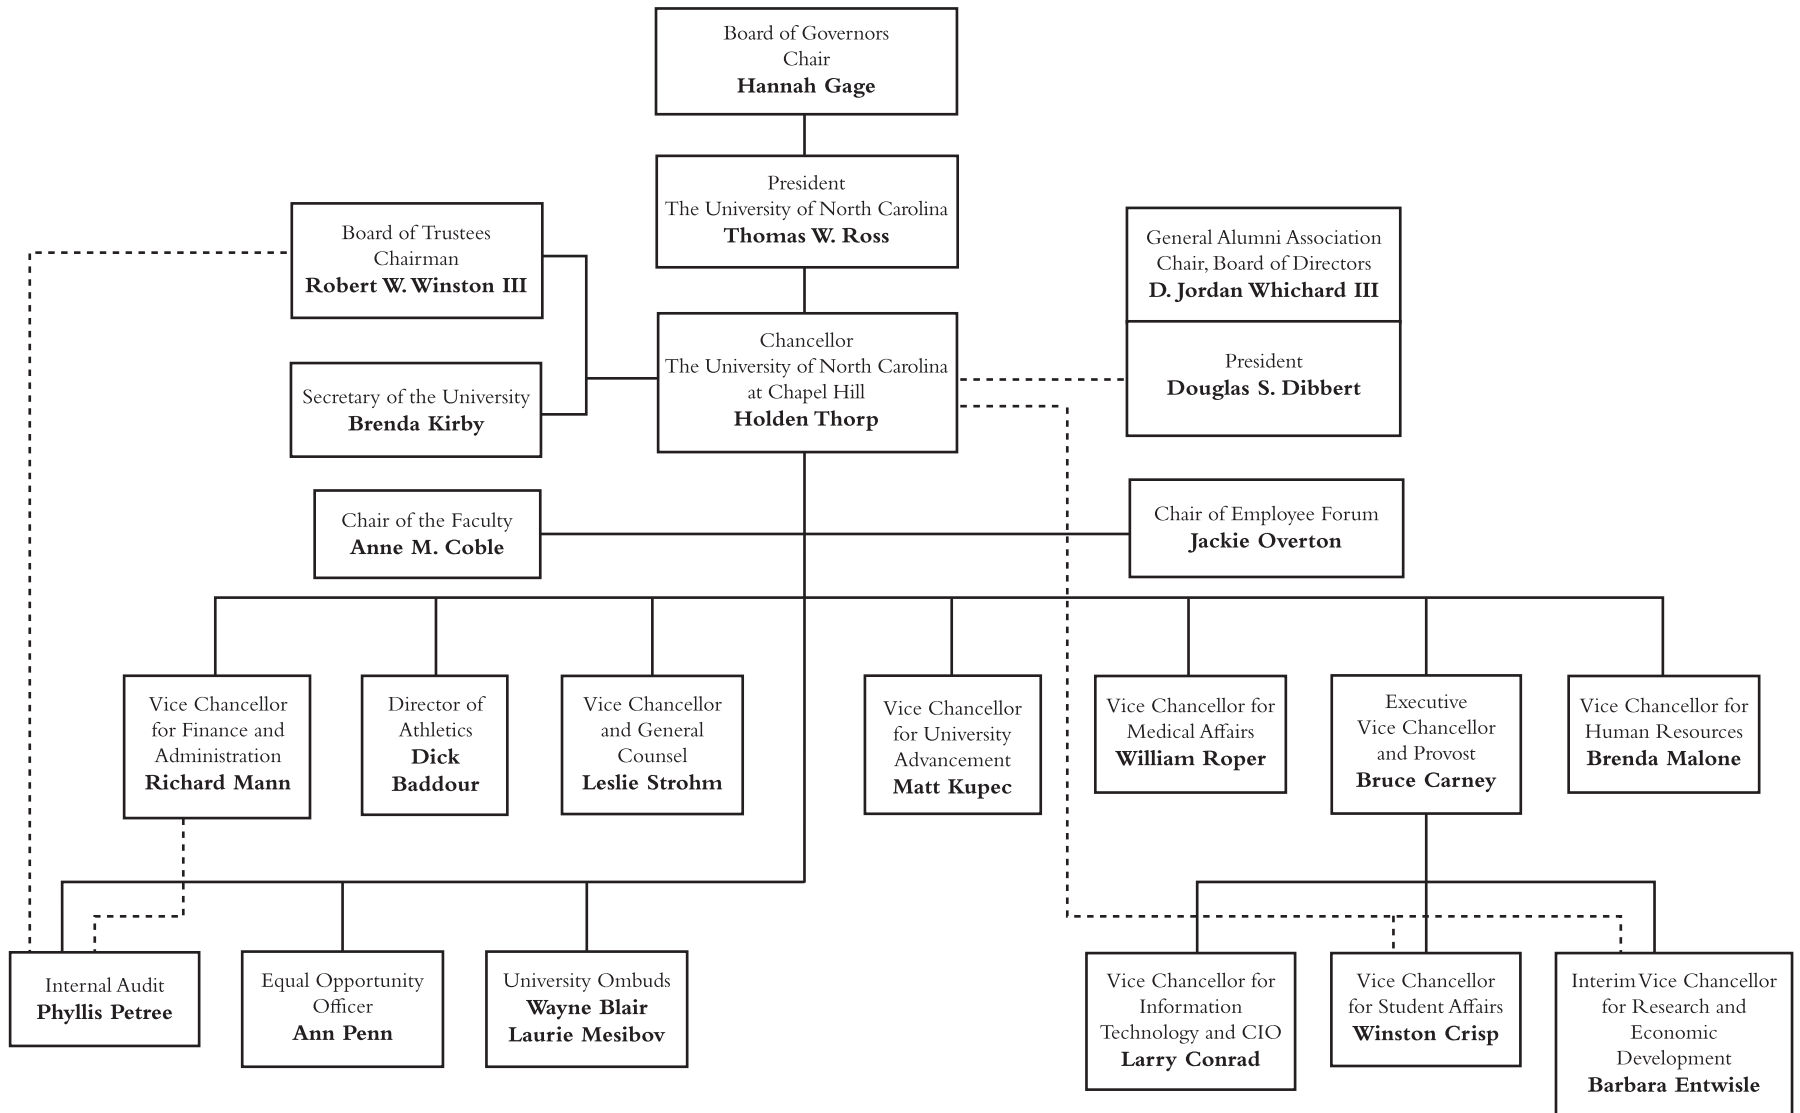 Board of Governors
Chair
Hannah Gage
President
The University of North Carolina
Thomas W. Ross
Board of Trustees
Chairman
Robert W. Winston III
General Alumni Association
Chair, Board of Directors
D. Jordan Whichard III
Chancellor
The University of North Carolina
at Chapel Hill
Holden Thorp
President
Douglas S. Dibbert
Secretary of the University
Brenda Kirby
Chair of the Faculty
Anne M. Coble
Chair of Employee Forum
Jackie Overton
Vice Chancellor
for Finance and
Administration
Richard Mann
Director of
Athletics
Dick
Baddour
Vice Chancellor
and General
Counsel
Leslie Strohm
Vice Chancellor
for University
Advancement
Matt Kupec
Vice Chancellor for
Medical Affairs
William Roper
Executive
Vice Chancellor
and Provost
Bruce Carney
Vice Chancellor for
Human Resources
Brenda Malone
Internal Audit
Phyllis Petree
Equal Opportunity
Officer
Ann Penn
University Ombuds
Wayne Blair
Laurie Mesibov
Vice Chancellor for
Information
Technology and CIO
Larry Conrad
Vice Chancellor
for Student Affairs
Winston Crisp
Interim Vice Chancellor
for Research and
Economic
Development
Barbara Entwisle